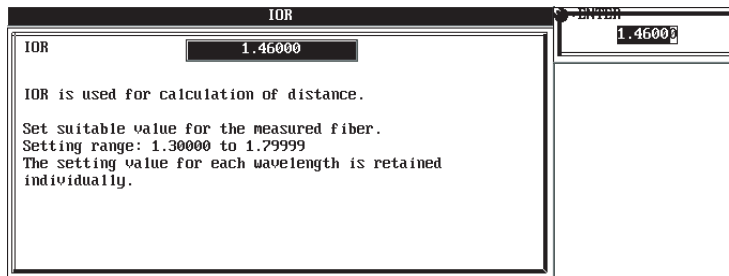 IOR
IOR 1.46000
IOR is used for calculation of distance.
Set suitable value for the measured fiber.
Setting range: 1.30000 to 1.79999
The setting value for each wavelength is retained
individually.
ENTER
1.46000